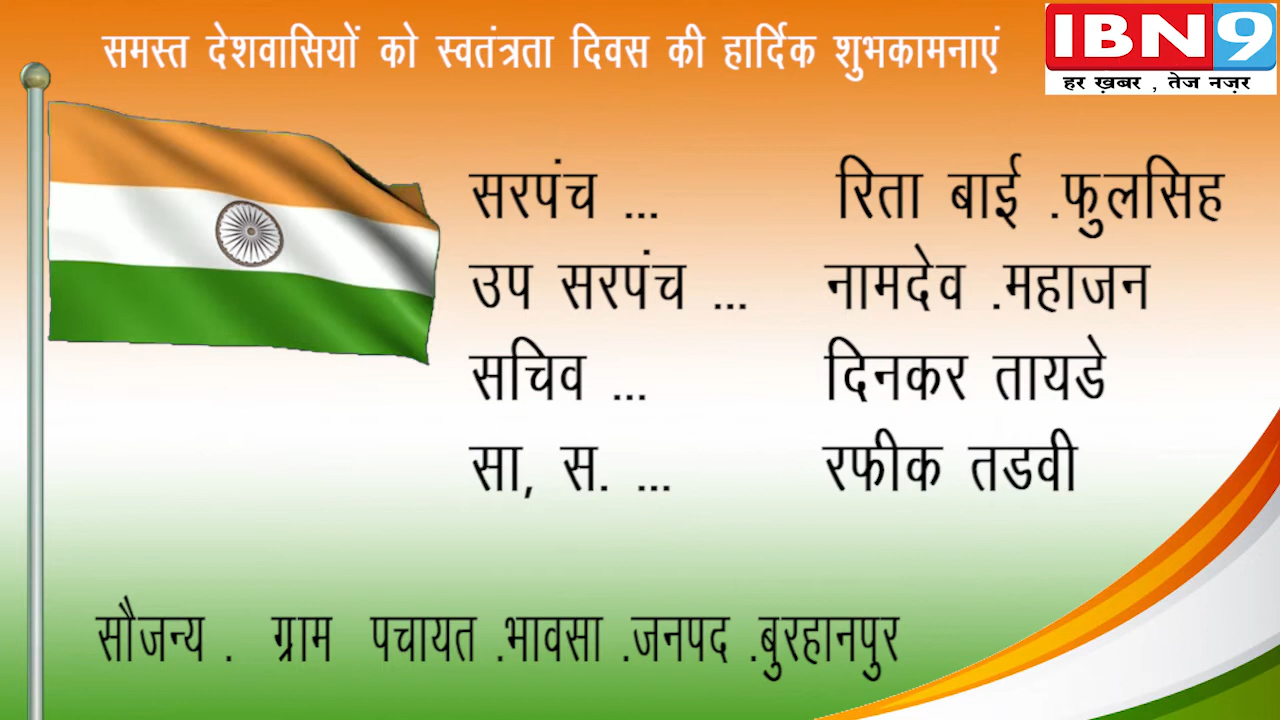 समस्त देशवासियों को स्वतंत्रता दिवस की हार्दिक शुभकामनाएं
IBN9
हर ख़बर , तेज नज़र
सरपंच ... रिता बाई .फुलसिह
उप सरपंच ... नामदेव .महाजन
सचिव ... दिनकर तायडे
सा, स. ... रफीक तडवी
सौजन्य . ग्राम पचायत .भावसा .जनपद .बुरहानपुर